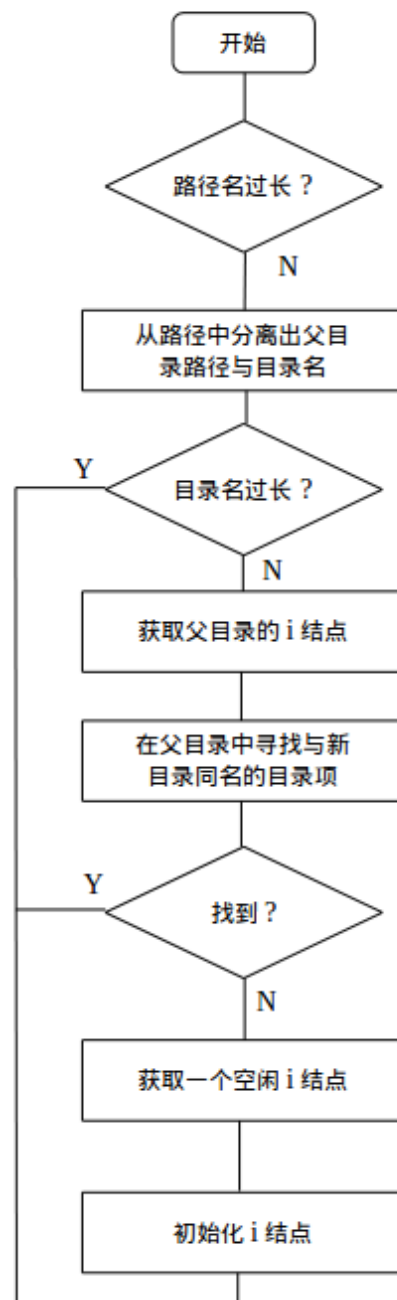 开始
路径名过长？
N
从路径中分离出父目
录路径与目录名
Y
目录名过长？
N
获取父目录的 i 结点
在父目录中寻找与新
目录同名的目录项
Y
找到？
N
获取一个空闲 i 结点
初始化 i 结点